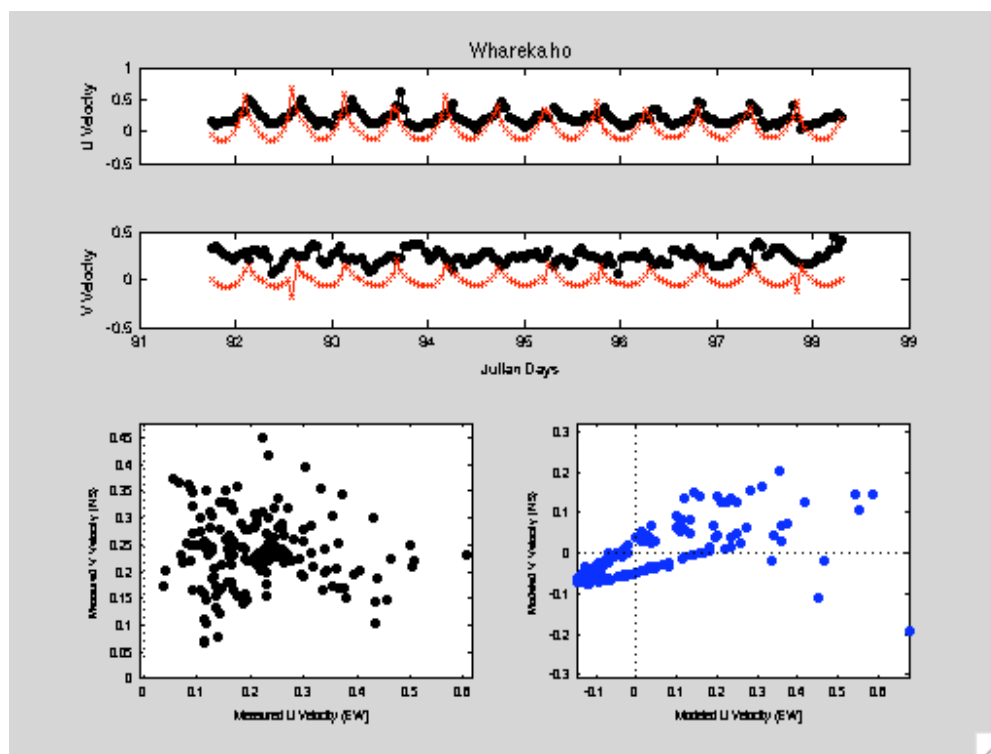 Wharekaho
1
0.5
0
-0.5
U Velocity
0.5
0
-0.5
V Velocity
91 92 93 94 95 96 97 98 99
Julian Days
0.45
0.4
0.35
0.3
0.25
0.2
0.15
0.1
0.05
0
Measured V Velocity (NS)
0 0.1 0.2 0.3 0.4 0.5 0.6
Measured U Velocity (EW)
0.3
0.2
0.1
0
-0.1
-0.2
-0.3
Modeled V Velocity (NS)
-0.1 0 0.1 0.2 0.3 0.4 0.5 0.6
Modeled U Velocity (EW)